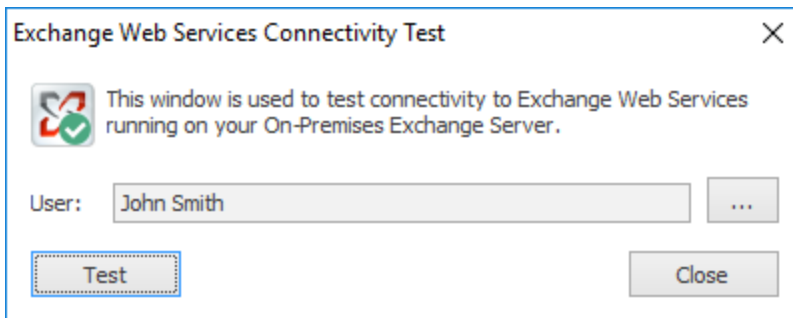 Exchange Web Services Connectivity Test
This window is used to test connectivity to Exchange Web Services
running on your On-Premises Exchange Server.
User: John Smith ...
Test Close